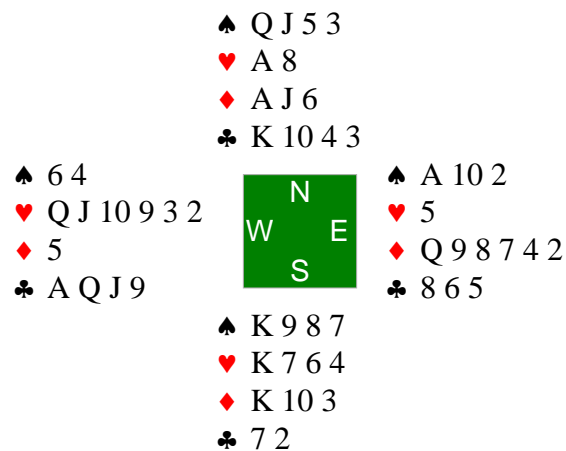 ♠ Q J 5 3
♥ A 8
♦ A J 6
♣ K 10 4 3
♠ 6 4
♥ Q J 10 9 3 2
♦ 5
♣ A Q J 9
N
W E
S
♠ A 10 2
♥ 5
♦ Q 9 8 7 4 2
♣ 8 6 5
♠ K 9 8 7
♥ K 7 6 4
♦ K 10 3
♣ 7 2